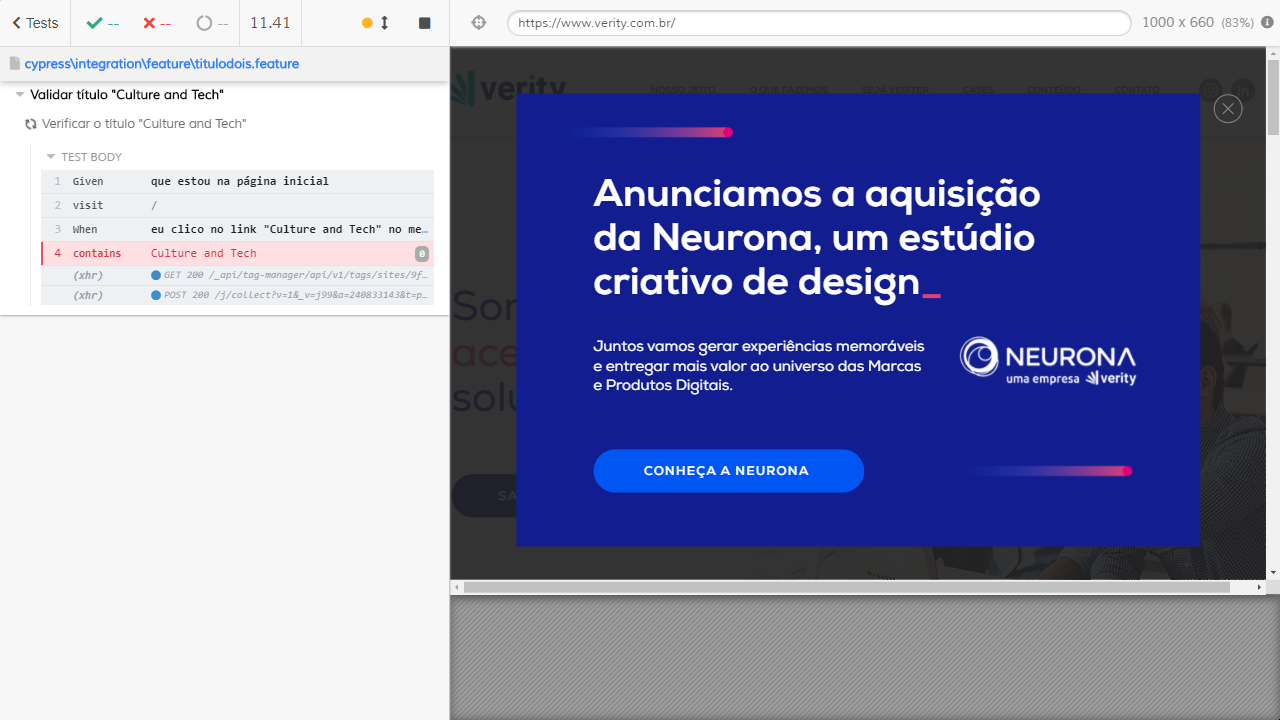 Tests
--
--
--
11.41
https://www.verity.com.br/
1000 x 660 (83%)
cypress\integration\feature\titulodois.feature
Validar título "Culture and Tech"
Verificar o título "Culture and Tech"
TEST BODY
1 Given que estou na página inicial
2 visit /
3 When eu clico no link "Culture and Tech" no me…
4 contains Culture and Tech 0
(xhr) GET 200 /_api/tag-manager/api/v1/tags/sites/9f…
(xhr) POST 200 /j/collect?v=1&_v=j99&a=240833143&t=p…
verity
NOSSO JEITO O QUE FAZEMOS SEJA VERITER CASES CONTEÚDO CONTATO
Anunciamos a aquisição
da Neurona, um estúdio
criativo de design_
Juntos vamos gerar experiências memoráveis
e entregar mais valor ao universo das Marcas
e Produtos Digitais.
NEURONA
uma empresa verity
CONHEÇA A NEURONA
Som
ace
solu
SA